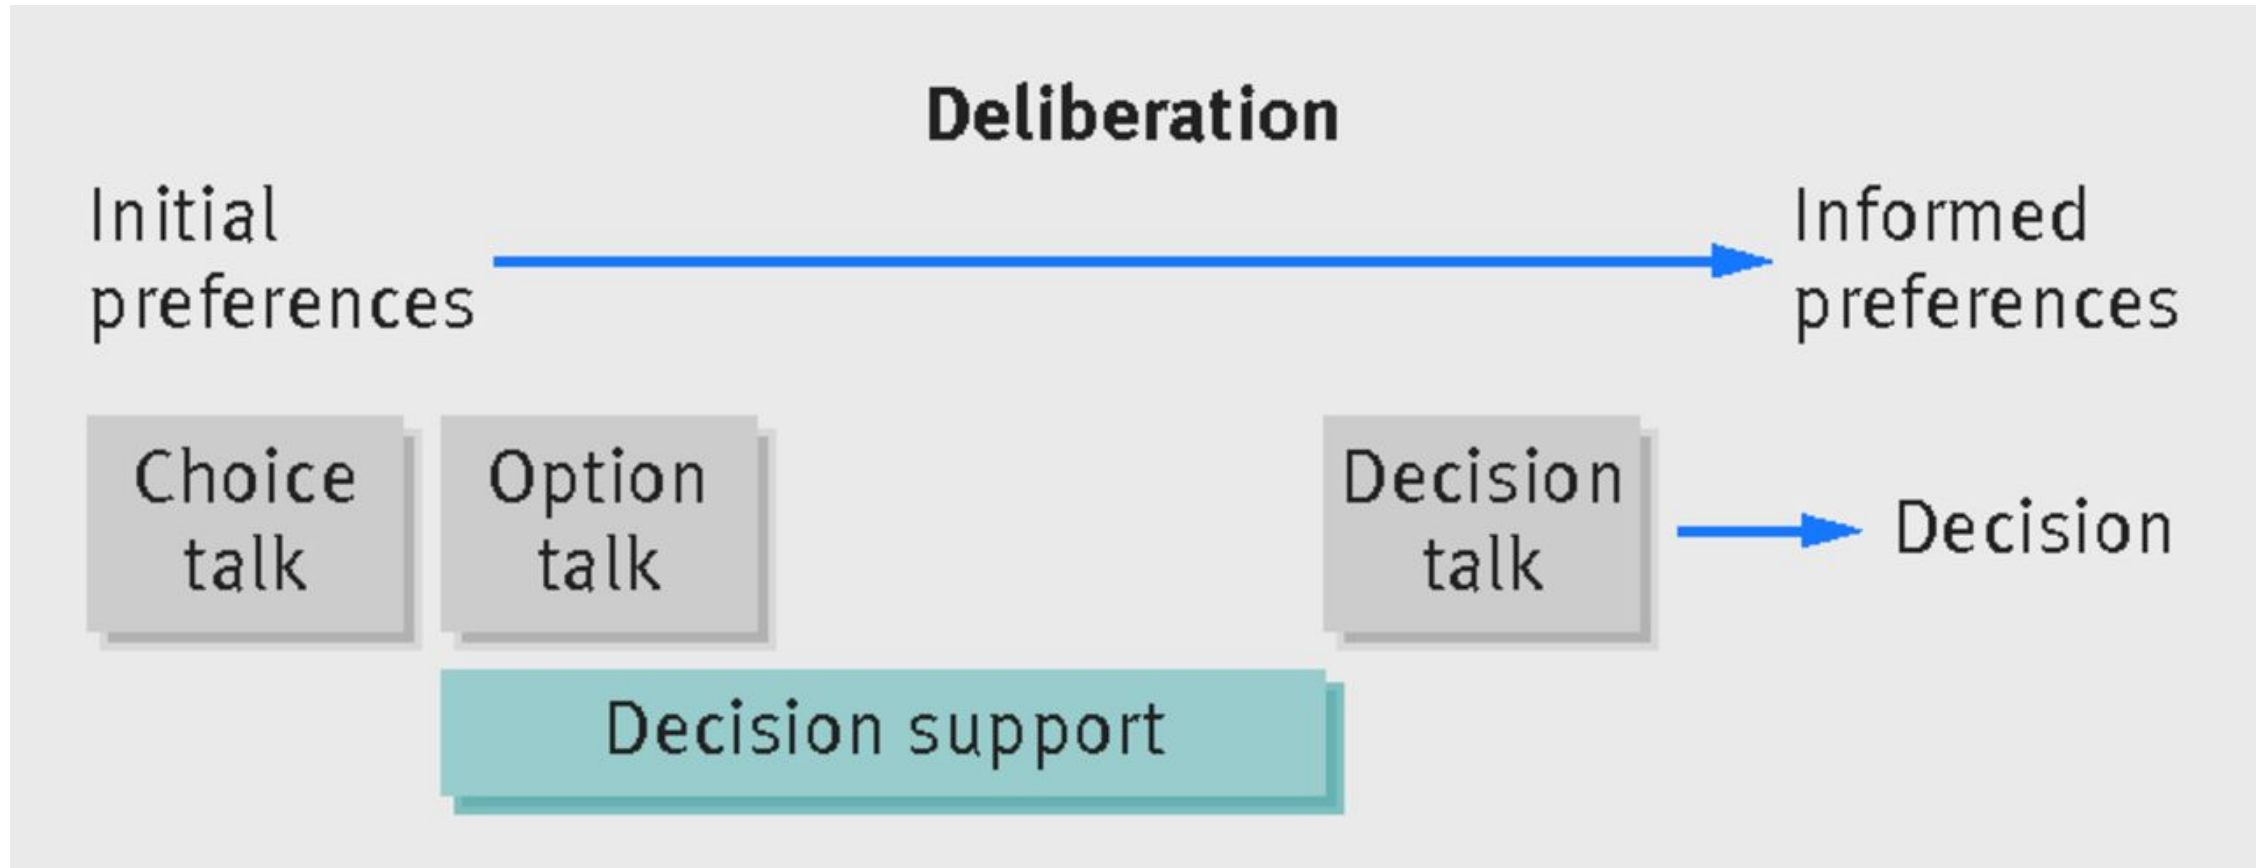 Deliberation
Initial
preferences
Informed
preferences
Choice
talk
Option
talk
Decision
talk
Decision
Decision support